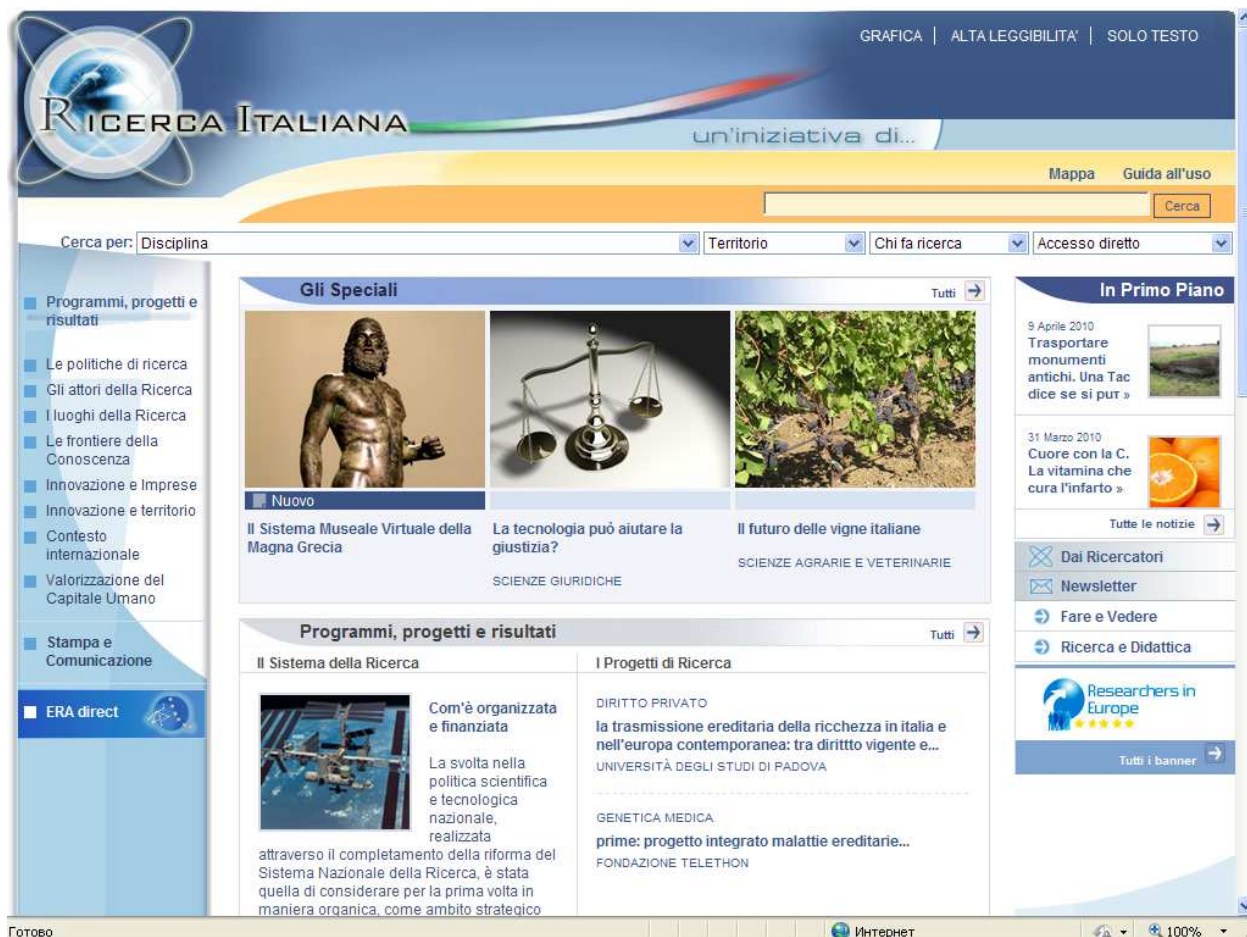 GRAFICA | ALTA LEGGIBILITA' | SOLO TESTO
RICERCA ITALIANA
un'iniziativa di...
Mappa Guida all'uso
Cerca
Cerca per: Disciplina Territorio Chi fa ricerca Accesso diretto
Programmi, progetti e
risultati
Le politiche di ricerca
Gli attori della Ricerca
I luoghi della Ricerca
Le frontiere della
Conoscenza
Innovazione e Imprese
Innovazione e territorio
Contesto
internazionale
Valorizzazione del
Capitale Umano
Stampa e
Comunicazione
ERA direct
Gli Speciali Tutti
Nuovo
Il Sistema Museale Virtuale della
Magna Grecia
La tecnologia può aiutare la
giustizia?
SCIENZE GIURIDICHE
Il futuro delle vigne italiane
SCIENZE AGRARIE E VETERINARIE
Programmi, progetti e risultati Tutti
Il Sistema della Ricerca
Com'è organizzata
e finanziata
La svolta nella
politica scientifica
e tecnologica
nazionale,
realizzata
attraverso il completamento della riforma del
Sistema Nazionale della Ricerca, è stata
quella di considerare per la prima volta in
maniera organica, come ambito strategico
I Progetti di Ricerca
DIRITTO PRIVATO
la trasmissione ereditaria della ricchezza in italia e
nell'europa contemporanea: tra dirittto vigente e...
UNIVERSITÀ DEGLI STUDI DI PADOVA
GENETICA MEDICA
prime: progetto integrato malattie ereditarie...
FONDAZIONE TELETHON
In Primo Piano
9 Aprile 2010
Trasportare
monumenti
antichi. Una Tac
dice se si puт »
31 Marzo 2010
Cuore con la C.
La vitamina che
cura l'infarto »
Tutte le notizie
Dai Ricercatori
Newsletter
Fare e Vedere
Ricerca e Didattica
Researchers in
Europe
Tutti i banner
Готово Интернет 100%